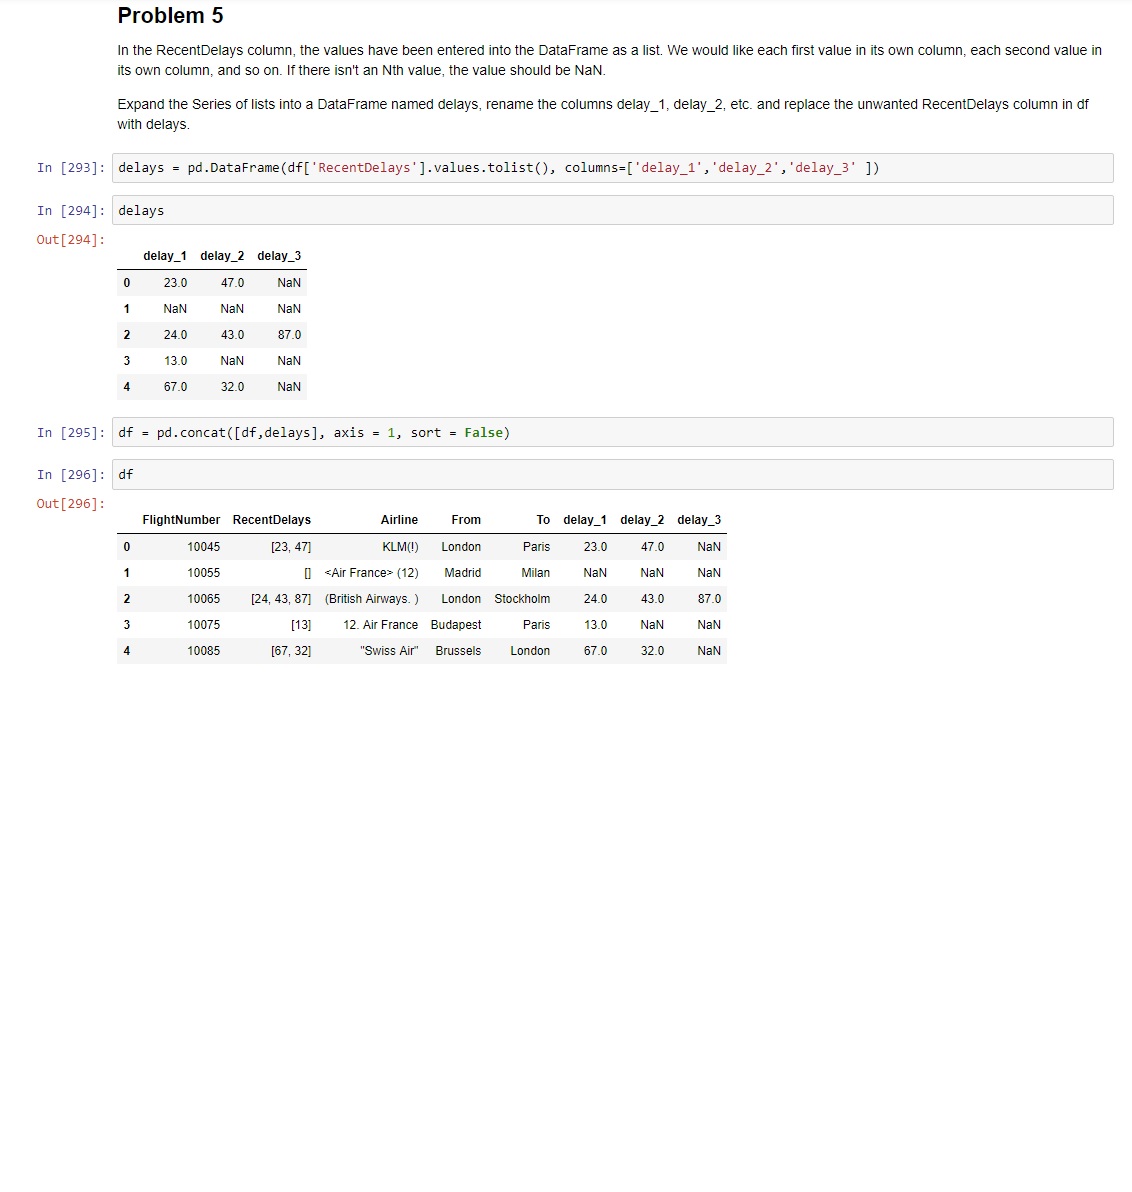 Problem 5
In the RecentDelays column, the values have been entered into the DataFrame as a list. We would like each first value in its own column, each second value in
its own column, and so on. If there isn't an Nth value, the value should be NaN.
Expand the Series of lists into a DataFrame named delays, rename the columns delay_1, delay_2, etc. and replace the unwanted RecentDelays column in df
with delays.
In [293]: delays = pd.DataFrame(df['RecentDelays'].values.tolist(), columns=['delay_1','delay_2','delay_3' ])
In [294]: delays
Out[294]:
delay_1 delay_2 delay_3
0 23.0 47.0 NaN
1 NaN NaN NaN
2 24.0 43.0 87.0
3 13.0 NaN NaN
4 67.0 32.0 NaN
In [295]: df = pd.concat([df,delays], axis = 1, sort = False)
In [296]: df
Out[296]:
FlightNumber RecentDelays Airline From To delay_1 delay_2 delay_3
0 10045 [23, 47] KLM(!) London Paris 23.0 47.0 NaN
1 10055 [] <Air France> (12) Madrid Milan NaN NaN NaN
2 10065 [24, 43, 87] (British Airways. ) London Stockholm 24.0 43.0 87.0
3 10075 [13] 12. Air France Budapest Paris 13.0 NaN NaN
4 10085 [67, 32] "Swiss Air" Brussels London 67.0 32.0 NaN